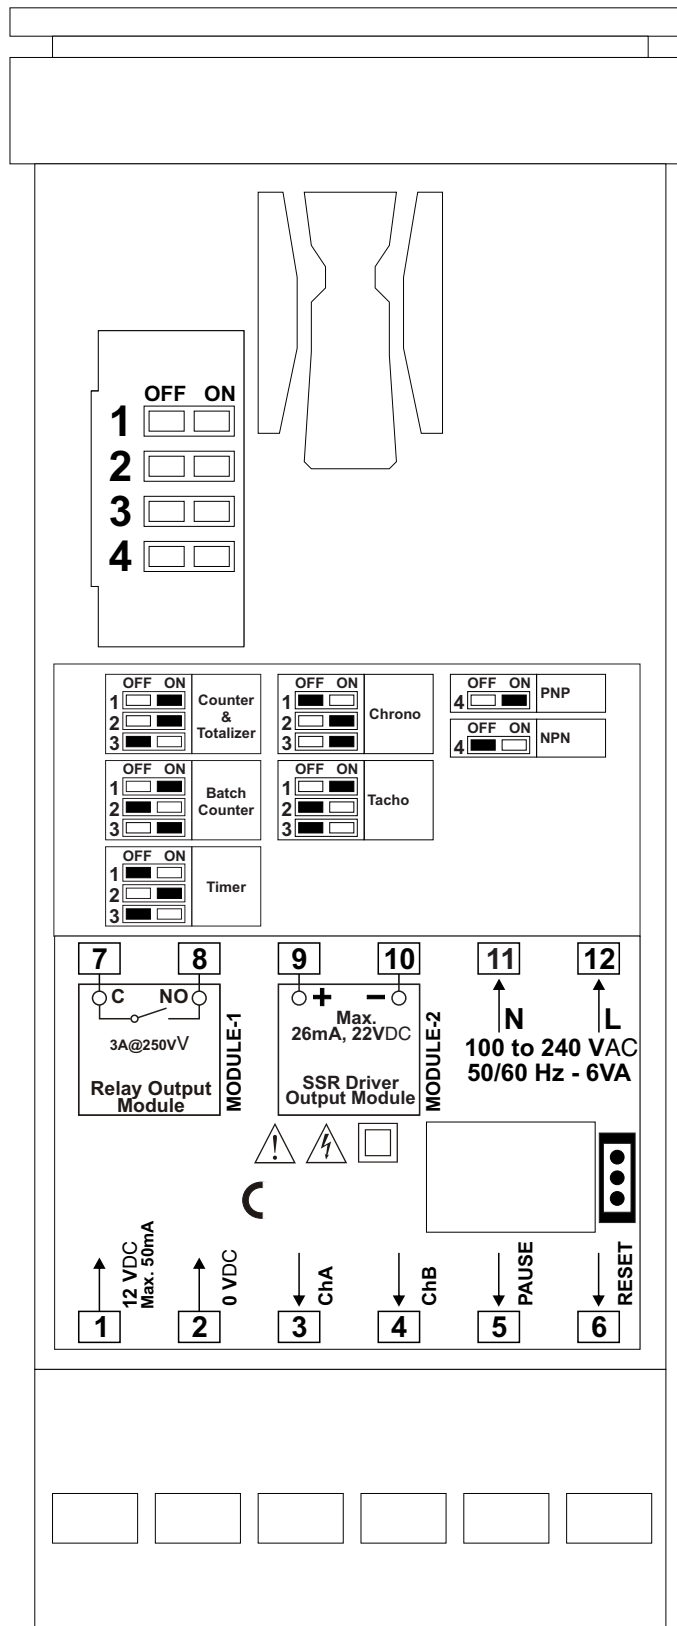 OFF ON
1
2
3
4
OFF ON
1
2
3
Counter
&
Totalizer
OFF ON
1
2
3
Chrono
OFF ON
4
PNP
OFF ON
4
NPN
OFF ON
1
2
3
Batch
Counter
OFF ON
1
2
3
Tacho
OFF ON
1
2
3
Timer
7 8 9 10 11 12
C NO
3A@250VV
Relay Output
Module
MODULE-1
+ −
Max.
26mA, 22VDC
SSR Driver
Output Module
MODULE-2
N L
100 to 240 VAC
50/60 Hz - 6VA
12 VDC
Max. 50mA
0 VDC
ChA
ChB
PAUSE
RESET
1 2 3 4 5 6